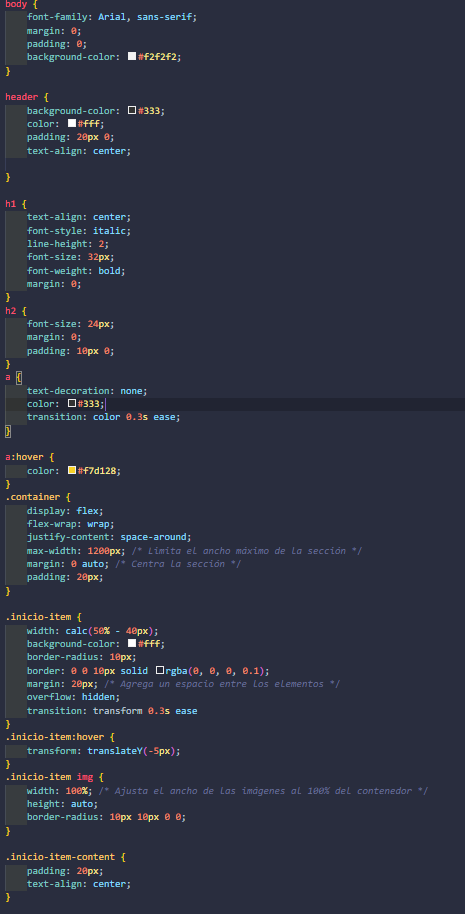 body {
    font-family: Arial, sans-serif;
    margin: 0;
    padding: 0;
    background-color: #f2f2f2;
}
header {
    background-color: #333;
    color: #fff;
    padding: 20px 0;
    text-align: center;
}
h1 {
    text-align: center;
    font-style: italic;
    line-height: 2;
    font-size: 32px;
    font-weight: bold;
    margin: 0;
}
h2 {
    font-size: 24px;
    margin: 0;
    padding: 10px 0;
}
a {
    text-decoration: none;
    color: #333;
    transition: color 0.3s ease;
}
a:hover {
    color: #f7d128;
}
.container {
    display: flex;
    flex-wrap: wrap;
    justify-content: space-around;
    max-width: 1200px; /* Limita el ancho máximo de la sección */
    margin: 0 auto; /* Centra la sección */
    padding: 20px;
}
.inicio-item {
    width: calc(50% - 40px);
    background-color: #fff;
    border-radius: 10px;
    border: 0 0 10px solid rgba(0, 0, 0, 0.1);
    margin: 20px; /* Agrega un espacio entre los elementos */
    overflow: hidden;
    transition: transform 0.3s ease
}
.inicio-item:hover {
    transform: translateY(-5px);
}
.inicio-item img {
    width: 100%; /* Ajusta el ancho de las imágenes al 100% del contenedor */
    height: auto;
    border-radius: 10px 10px 0 0;
}
.inicio-item-content {
    padding: 20px;
    text-align: center;
}